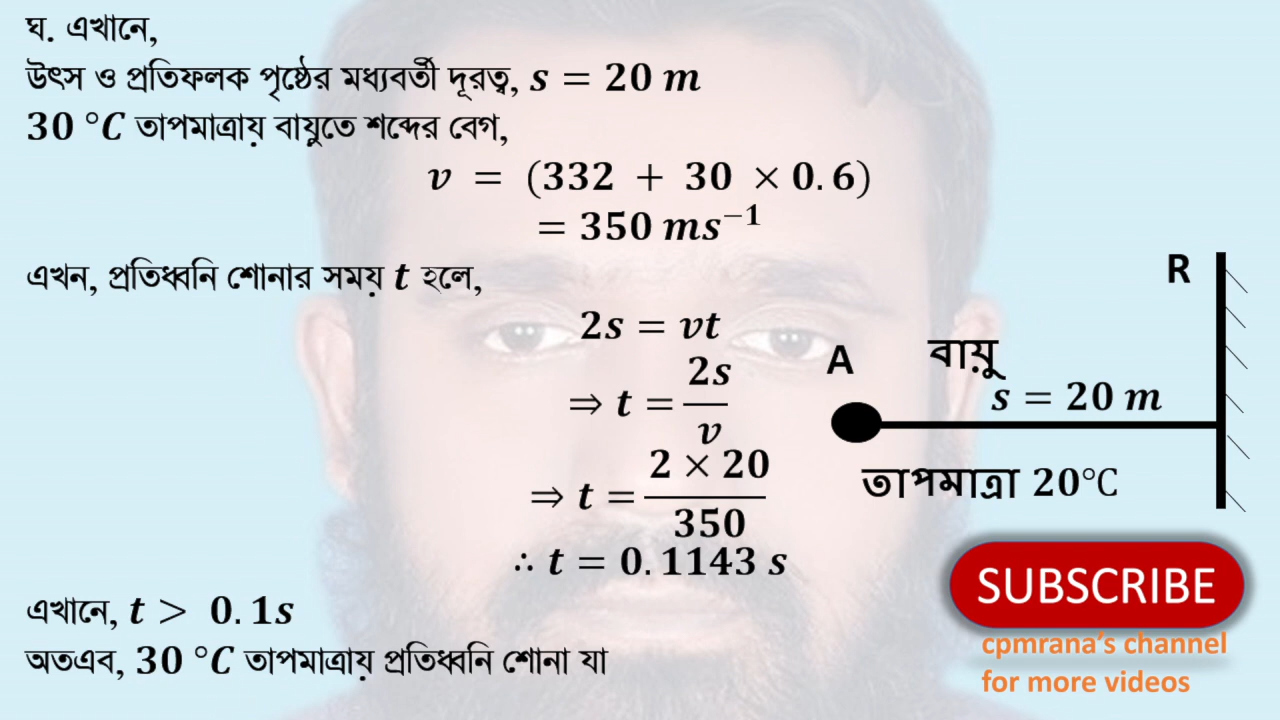 ঘ. এখানে,
উৎস ও প্রতিফলক পৃষ্ঠের মধ্যবর্তী দূরত্ব, s = 20 m
30 °C তাপমাত্রায় বায়ুতে শব্দের বেগ,
v = (332 + 30 × 0.6)
= 350 ms⁻¹
এখন, প্রতিধ্বনি শোনার সময় t হলে,
2s = vt
⇒ t = 2s/v
⇒ t = 2 × 20/350
∴ t = 0.1143 s
এখানে, t > 0.1s
অতএব, 30 °C তাপমাত্রায় প্রতিধ্বনি শোনা যা
R
A
বায়ু
s = 20 m
তাপমাত্রা 20°C
SUBSCRIBE
cpmrana's channel
for more videos